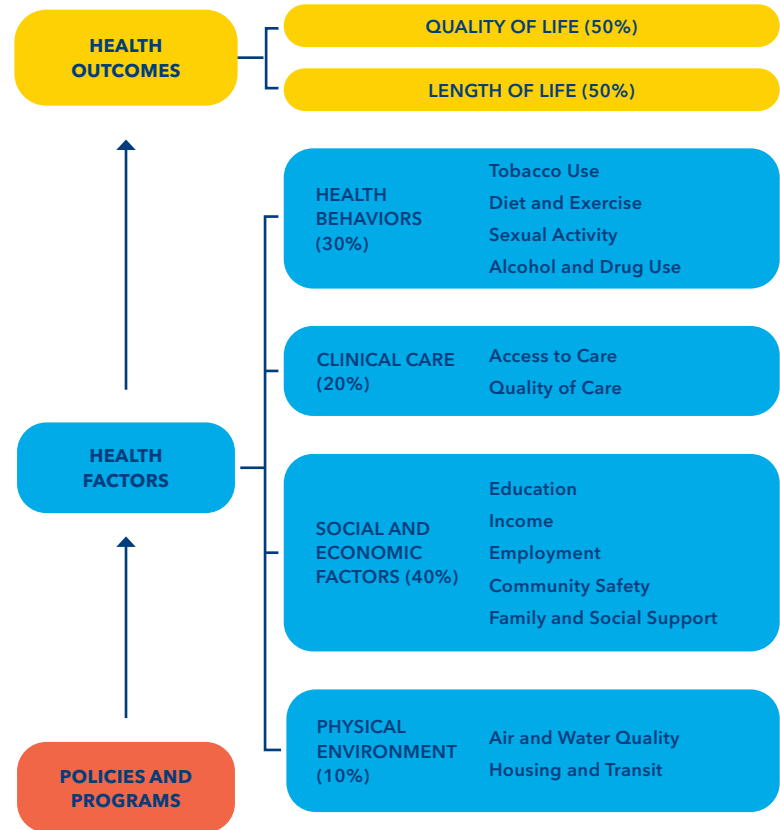 HEALTH
OUTCOMES
QUALITY OF LIFE (50%)
LENGTH OF LIFE (50%)
HEALTH
BEHAVIORS
(30%)
Tobacco Use
Diet and Exercise
Sexual Activity
Alcohol and Drug Use
CLINICAL CARE
(20%)
Access to Care
Quality of Care
HEALTH
FACTORS
SOCIAL AND
ECONOMIC
FACTORS (40%)
Education
Income
Employment
Community Safety
Family and Social Support
PHYSICAL
ENVIRONMENT
(10%)
Air and Water Quality
Housing and Transit
POLICIES AND
PROGRAMS